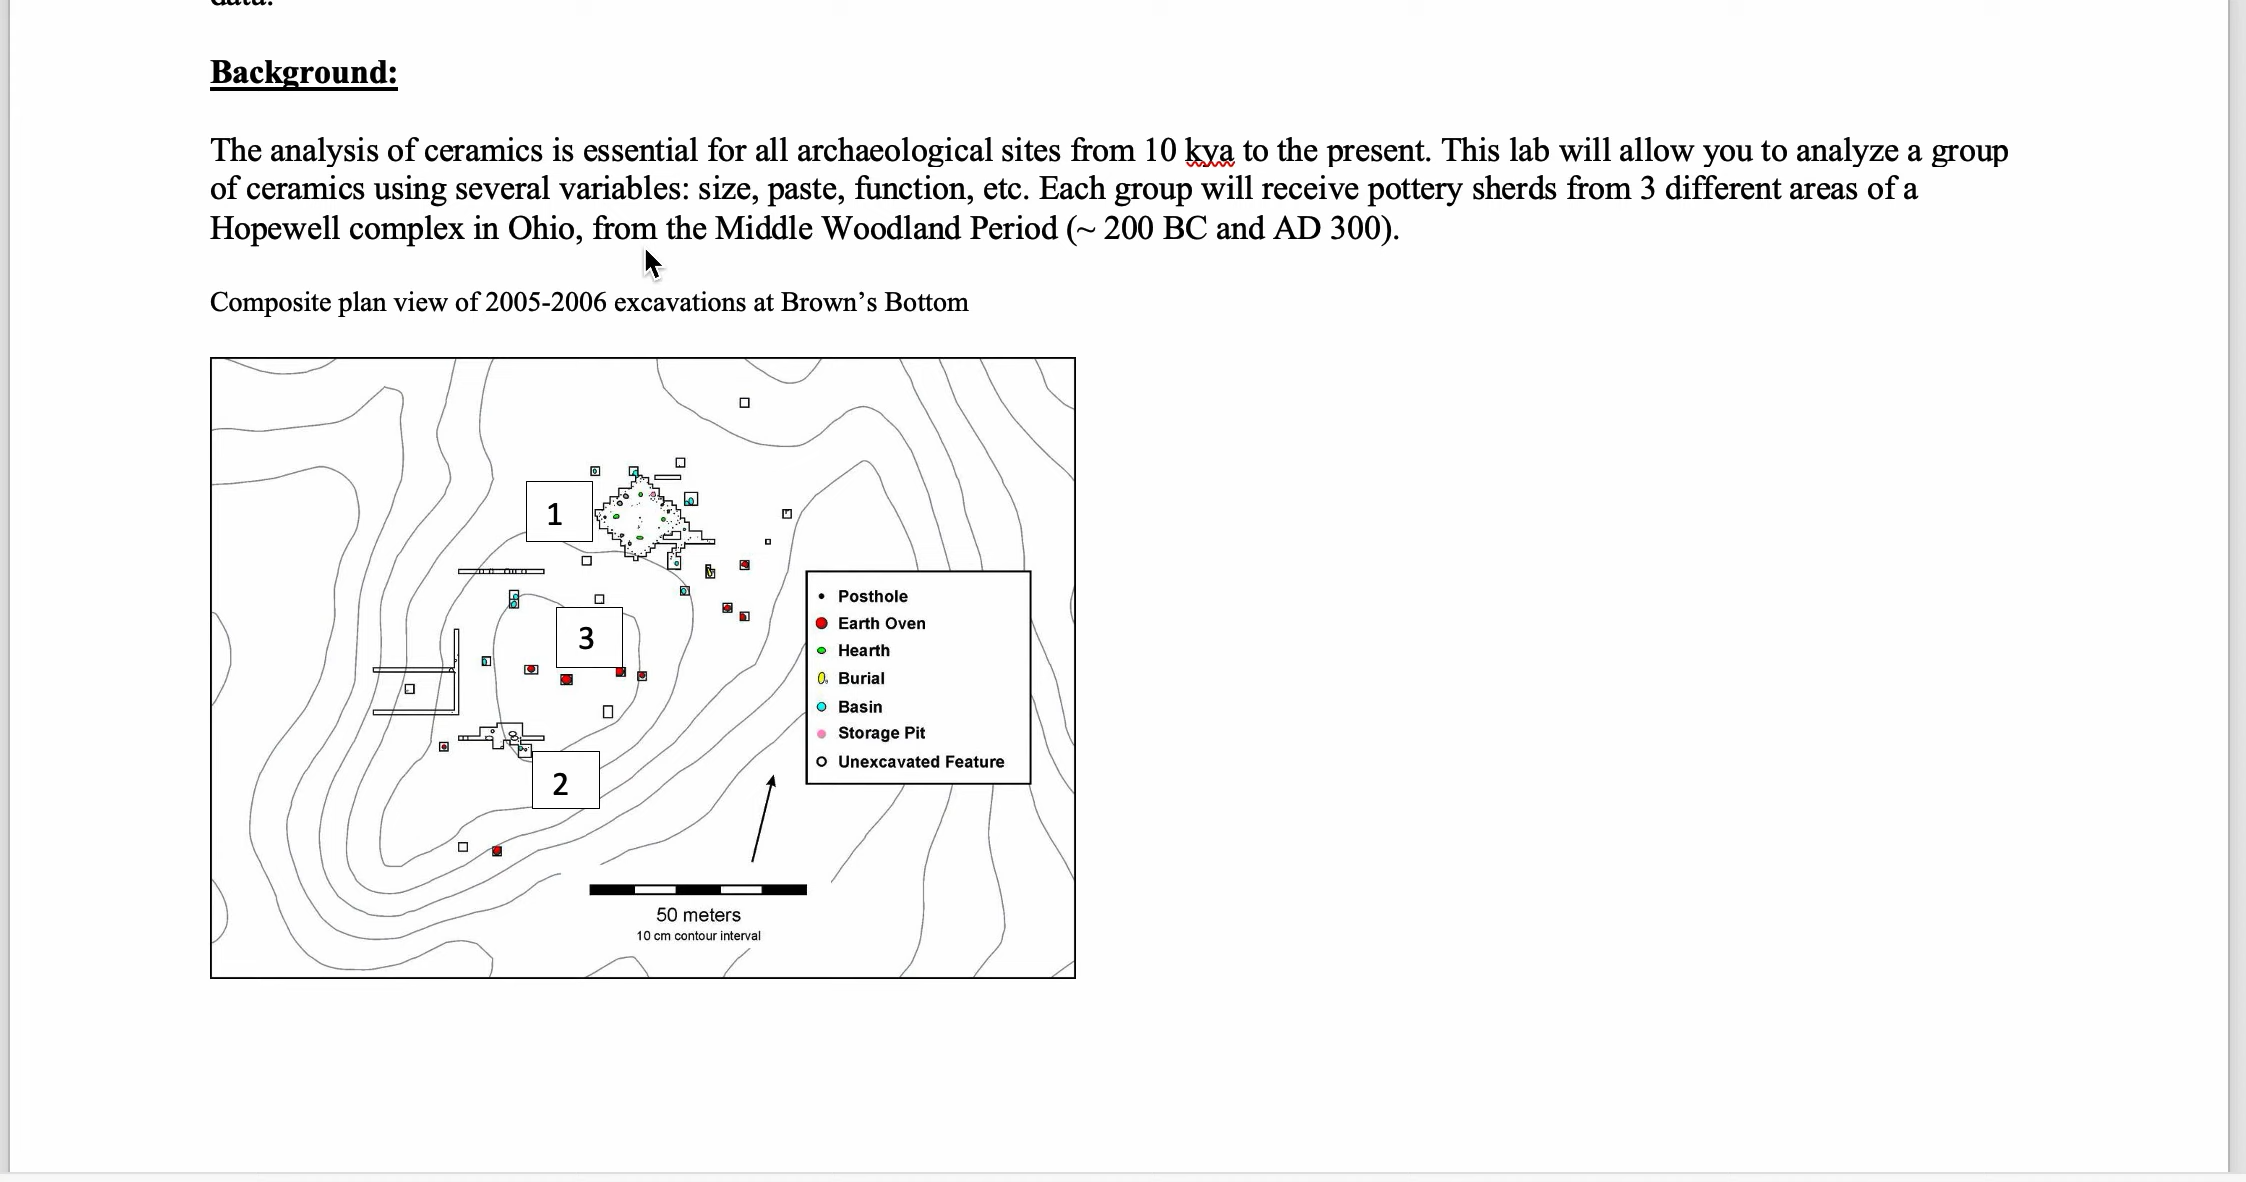 data.
Background:
The analysis of ceramics is essential for all archaeological sites from 10 kya to the present. This lab will allow you to analyze a group
of ceramics using several variables: size, paste, function, etc. Each group will receive pottery sherds from 3 different areas of a
Hopewell complex in Ohio, from the Middle Woodland Period (~ 200 BC and AD 300).
Composite plan view of 2005-2006 excavations at Brown’s Bottom
1
3
2
Posthole
Earth Oven
Hearth
Burial
Basin
Storage Pit
Unexcavated Feature
50 meters
10 cm contour interval